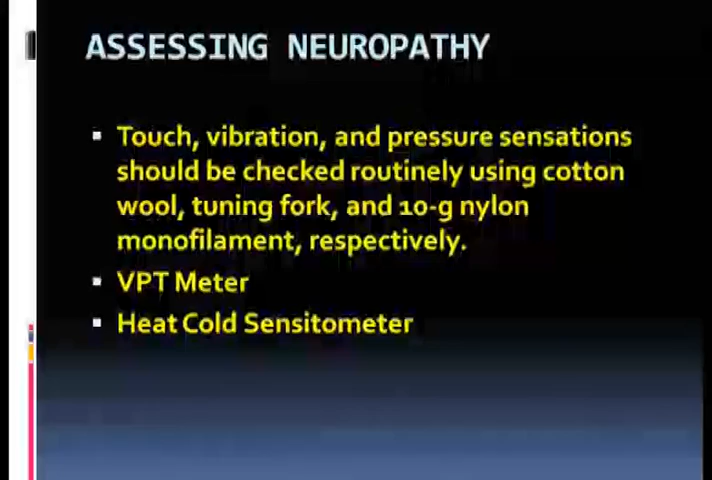 ASSESSING NEUROPATHY
Touch, vibration, and pressure sensations
should be checked routinely using cotton
wool, tuning fork, and 10-g nylon
monofilament, respectively.
VPT Meter
Heat Cold Sensitometer